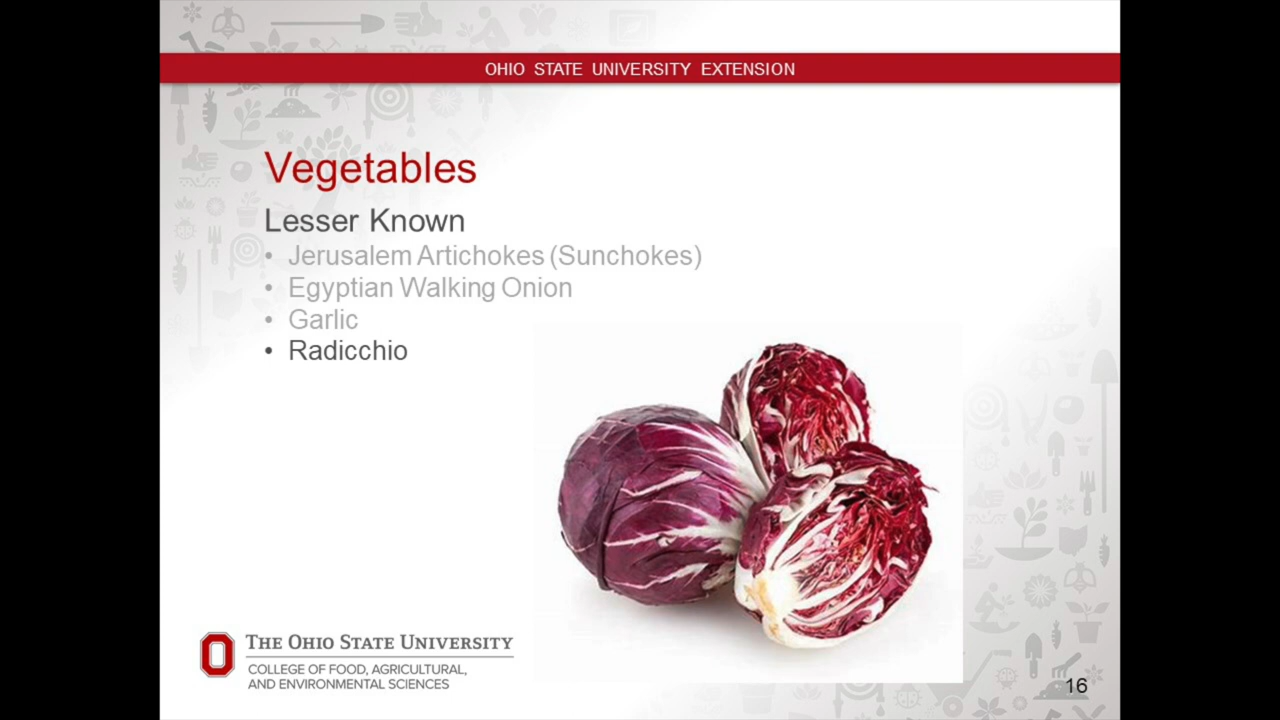 OHIO STATE UNIVERSITY EXTENSION
Vegetables
Lesser Known
• Jerusalem Artichokes (Sunchokes)
• Egyptian Walking Onion
• Garlic
• Radicchio
THE OHIO STATE UNIVERSITY
COLLEGE OF FOOD, AGRICULTURAL,
AND ENVIRONMENTAL SCIENCES
16